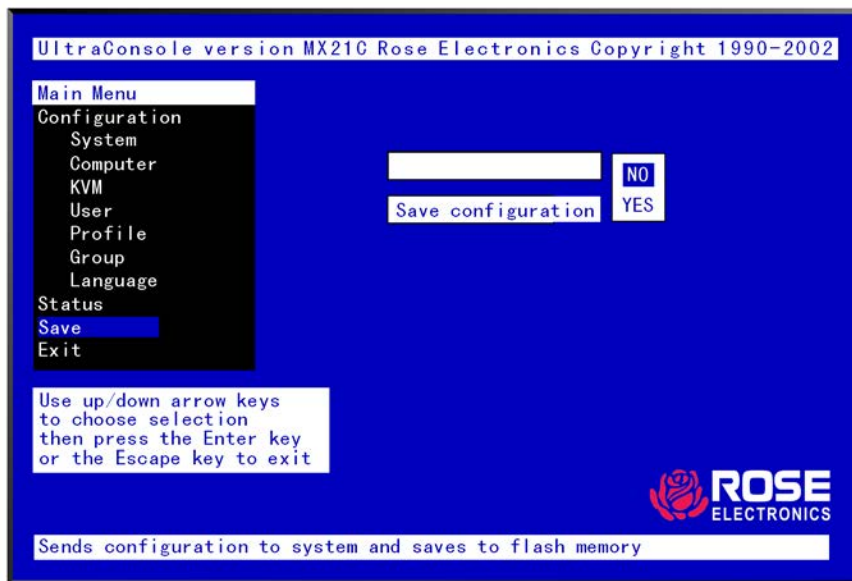 UltraConsole version MX21C Rose Electronics Copyright 1990-2002
Main Menu
Configuration
System
Computer
KVM
User
Profile
Group
Language
Status
Save
Exit
Save configuration
NO
YES
Use up/down arrow keys
to choose selection
then press the Enter key
or the Escape key to exit
ROSE
ELECTRONICS
Sends configuration to system and saves to flash memory